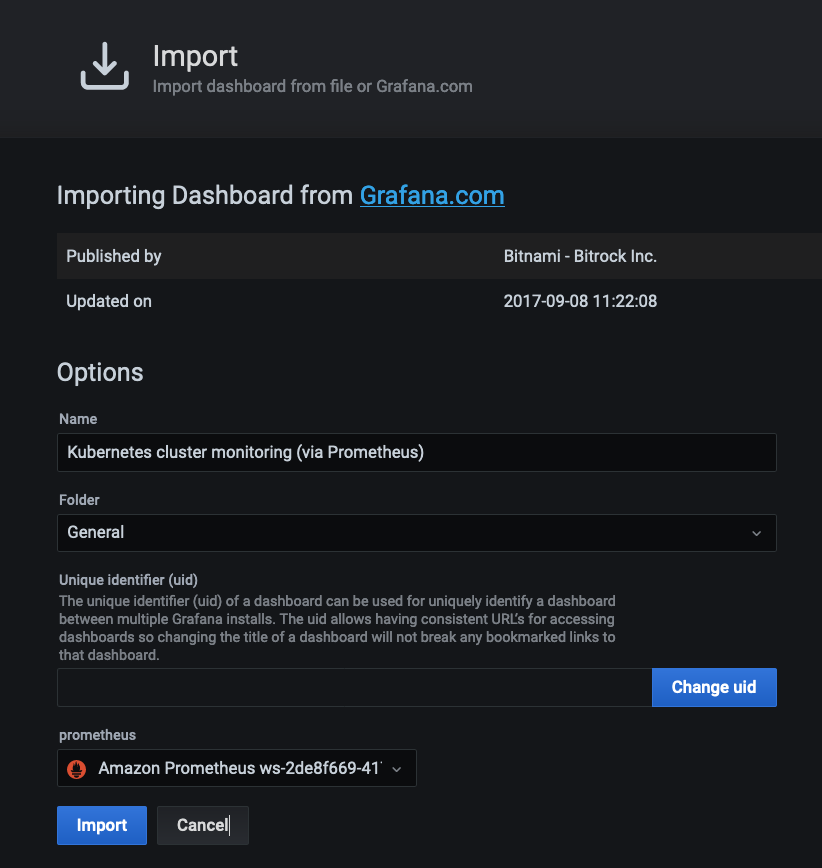 Import
Import dashboard from file or Grafana.com
Importing Dashboard from Grafana.com
Published by Bitnami - Bitrock Inc.
Updated on 2017-09-08 11:22:08
Options
Name
Kubernetes cluster monitoring (via Prometheus)
Folder
General
Unique identifier (uid)
The unique identifier (uid) of a dashboard can be used for uniquely identify a dashboard
between multiple Grafana installs. The uid allows having consistent URL's for accessing
dashboards so changing the title of a dashboard will not break any bookmarked links to
that dashboard.
Change uid
prometheus
Amazon Prometheus ws-2de8f669-41
Import Cancel